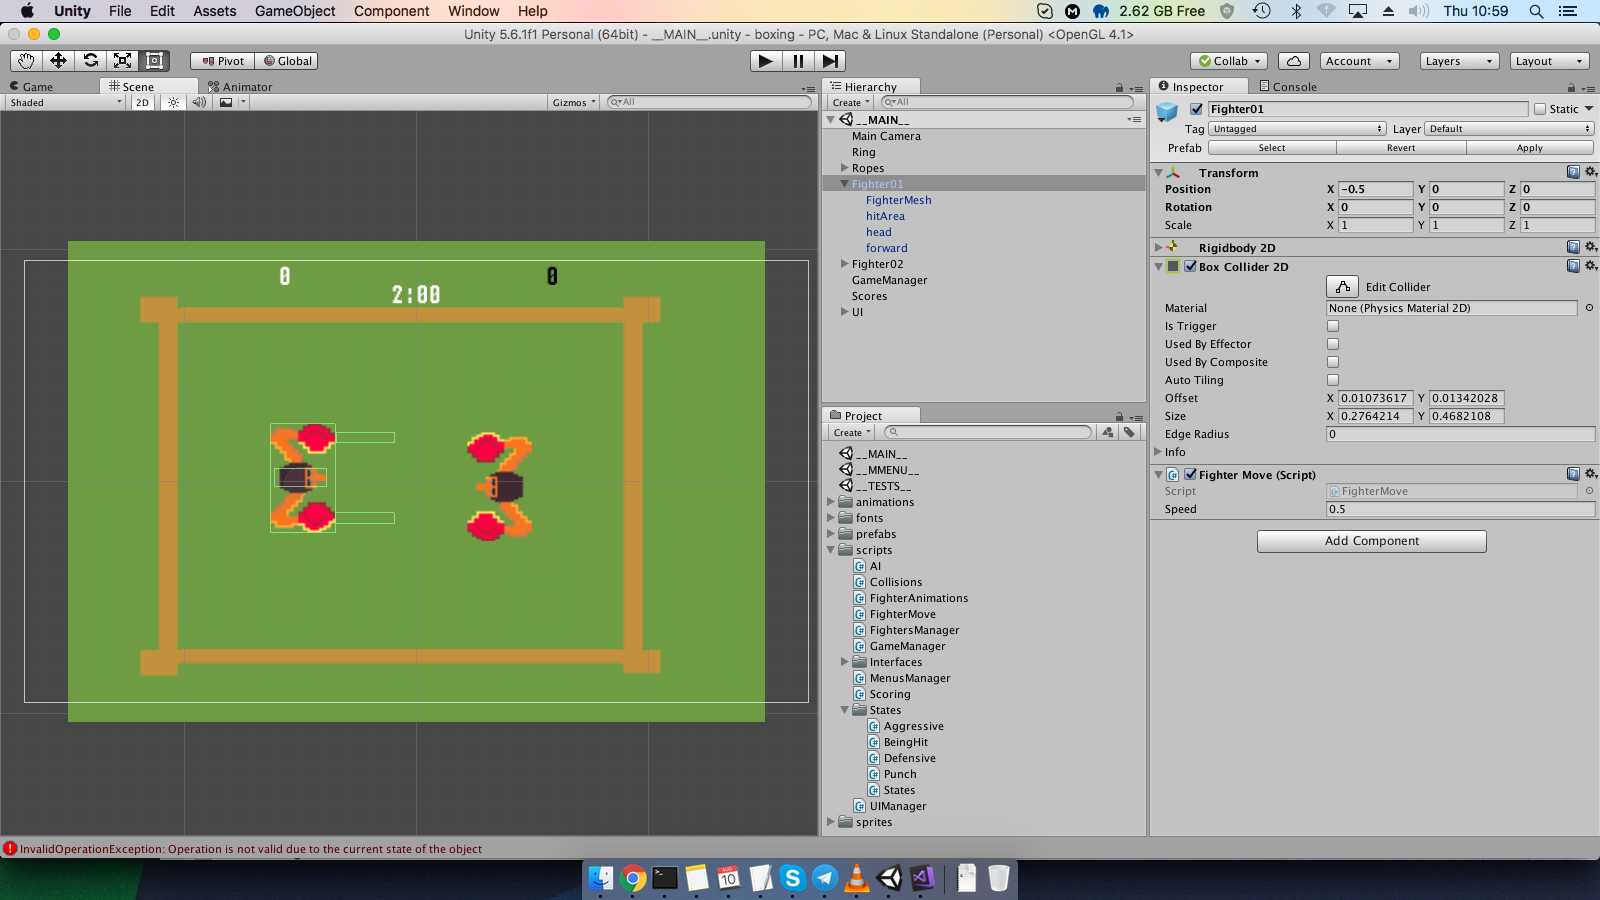 Unity File Edit Assets GameObject Component Window Help 2.62 GB Free Thu 10:59
Unity 5.6.1f1 Personal (64bit) - __MAIN__.unity - boxing - PC, Mac & Linux Standalone (Personal) <OpenGL 4.1>
Pivot Global Collab Account Layers Layout
Game Scene Animator
Shaded 2D Gizmos All
0 0
2:00
Hierarchy
Create All
__MAIN__
Main Camera
Ring
Ropes
Fighter01
FighterMesh
hitArea
head
forward
Fighter02
GameManager
Scores
UI
Project
Create
__MAIN__
__MMENU__
__TESTS__
animations
fonts
prefabs
scripts
AI
Collisions
FighterAnimations
FighterMove
FightersManager
GameManager
Interfaces
MenusManager
Scoring
States
Aggressive
BeingHit
Defensive
Punch
States
UIManager
sprites
Inspector Console
Fighter01 Static
Tag Untagged Layer Default
Prefab Select Revert Apply
Transform
Position X -0.5 Y 0 Z 0
Rotation X 0 Y 0 Z 0
Scale X 1 Y 1 Z 1
Rigidbody 2D
Box Collider 2D
Edit Collider
Material None (Physics Material 2D)
Is Trigger
Used By Effector
Used By Composite
Auto Tiling
Offset X 0.01073617 Y 0.01342028
Size X 0.2764214 Y 0.4682108
Edge Radius 0
Info
Fighter Move (Script)
Script FighterMove
Speed 0.5
Add Component
InvalidOperationException: Operation is not valid due to the current state of the object
10